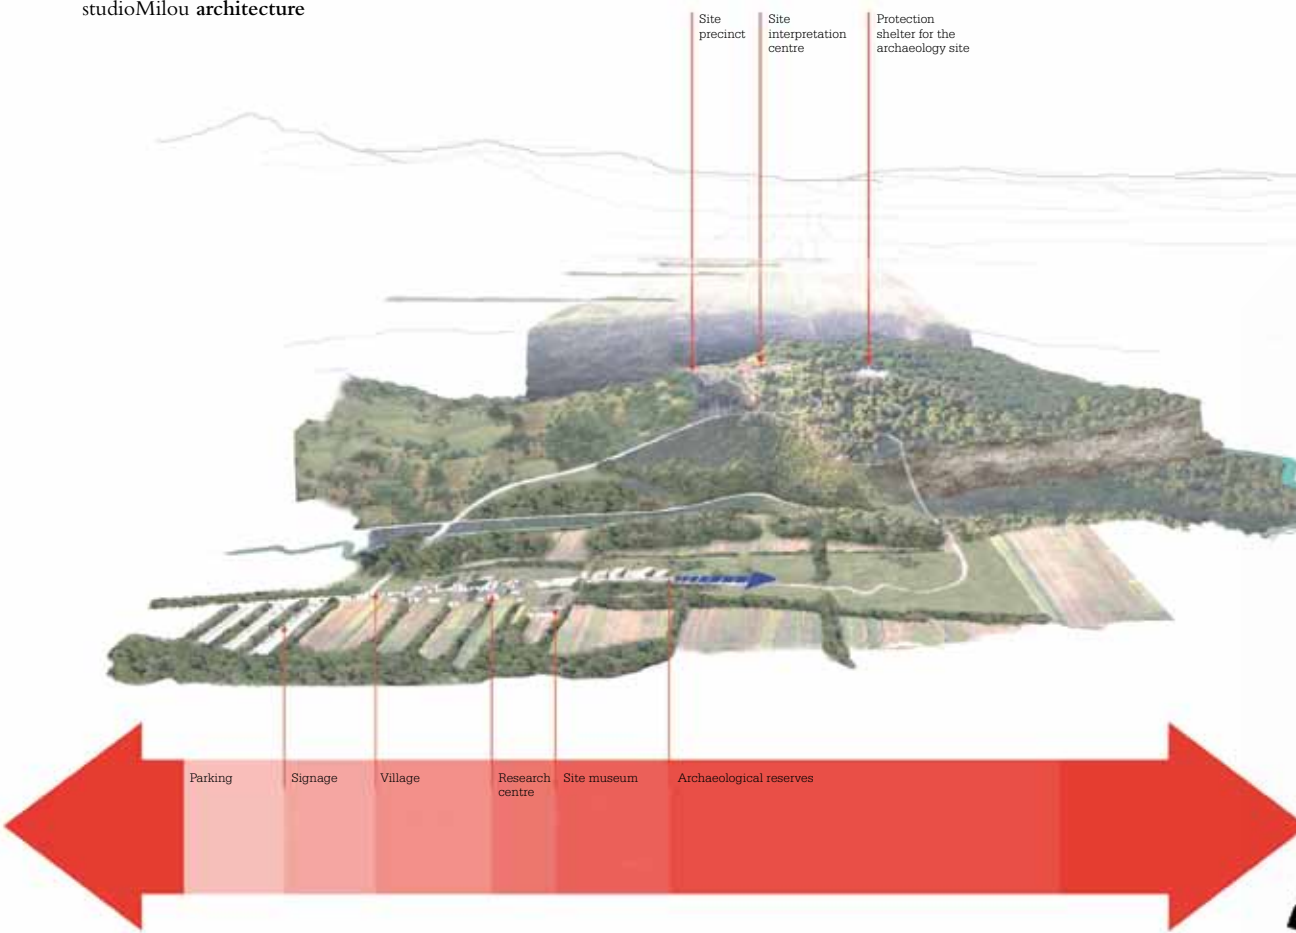 studioMilou architecture
Site
precinct
Site
interpretation
centre
Protection
shelter for the
archaeology site
Parking
Signage
Village
Research
centre
Site museum
Archaeological reserves